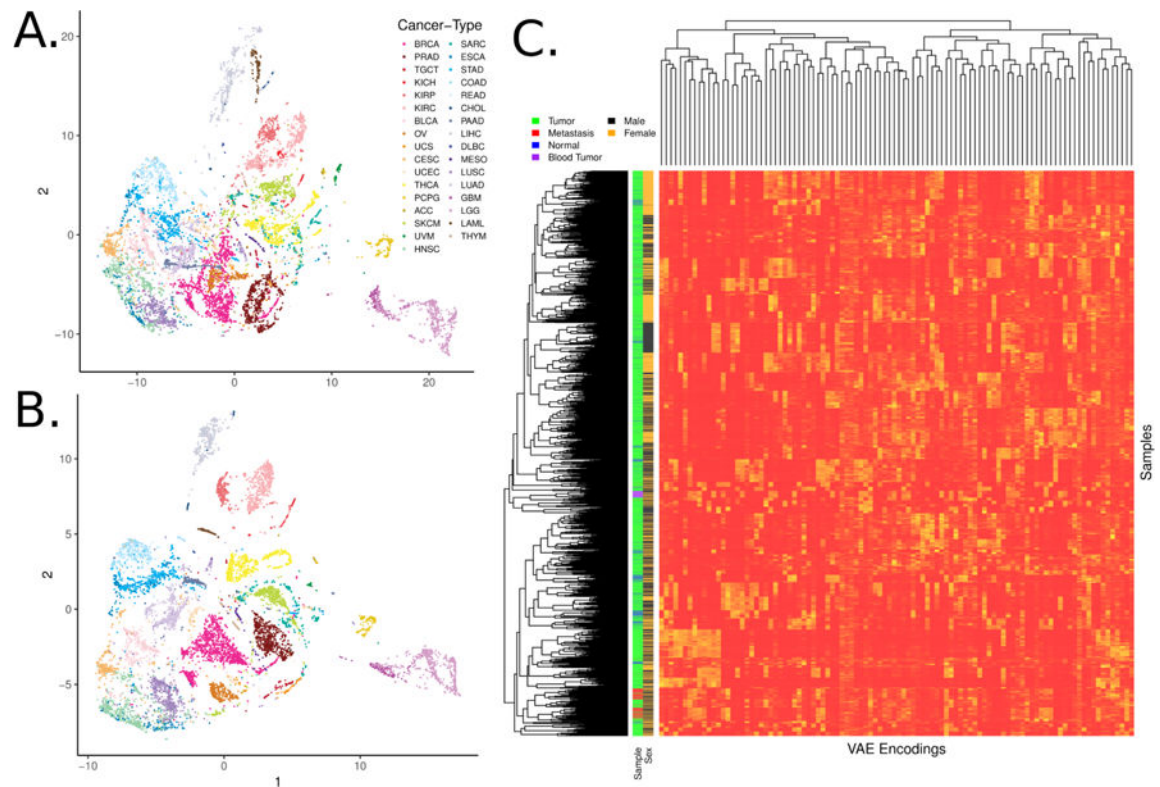 A.
20
10
0
−10
2
−10
0
10
20
Cancer−Type
BRCA
PRAD
TGCT
KICH
KIRP
KIRC
BLCA
OV
UCS
CESC
UCEC
THCA
PCPG
ACC
SKCM
UVM
HNSC
SARC
ESCA
STAD
COAD
READ
CHOL
PAAD
LIHC
DLBC
MESO
LUSC
LUAD
GBM
LGG
LAML
THYM
B.
10
5
0
−5
2
−10
0
10
20
1
C.
Tumor
Metastasis
Normal
Blood Tumor
Male
Female
Samples
Sample
Sex
VAE Encodings